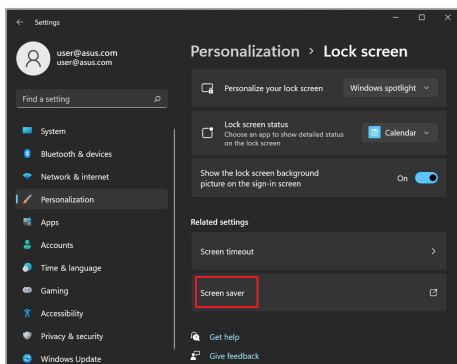 Settings
user@asus.com
user@asus.com
Find a setting
System
Bluetooth & devices
Network & internet
Personalization
Apps
Accounts
Time & language
Gaming
Accessibility
Privacy & security
Windows Update
Personalization > Lock screen
Personalize your lock screen
Windows spotlight
Lock screen status
Choose an app to show detailed status
on the lock screen
Calendar
Show the lock screen background
picture on the sign-in screen
On
Related settings
Screen timeout
Screen saver
Get help
Give feedback